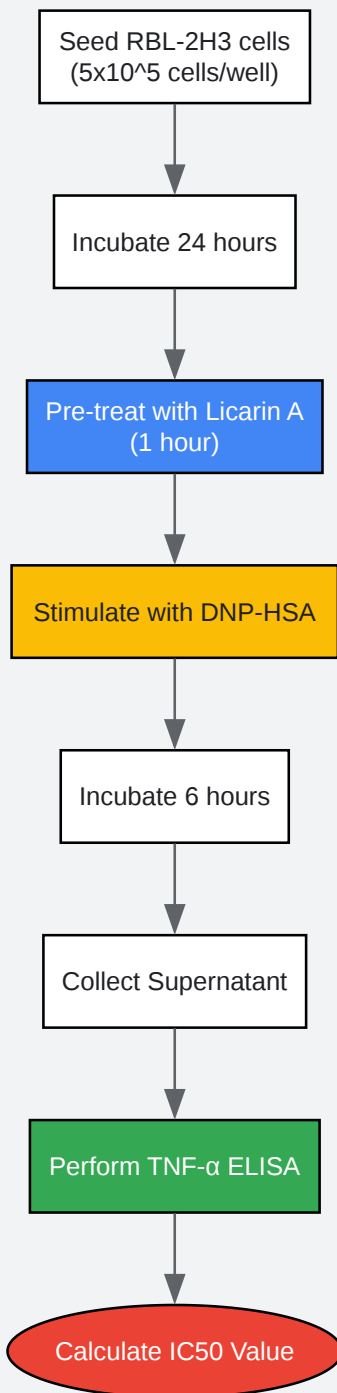 Seed RBL-2H3 cells
(5x10^5 cells/well)
Incubate 24 hours
Pre-treat with Licarin A
(1 hour)
Stimulate with DNP-HSA
Incubate 6 hours
Collect Supernatant
Perform TNF-α ELISA
Calculate IC50 Value